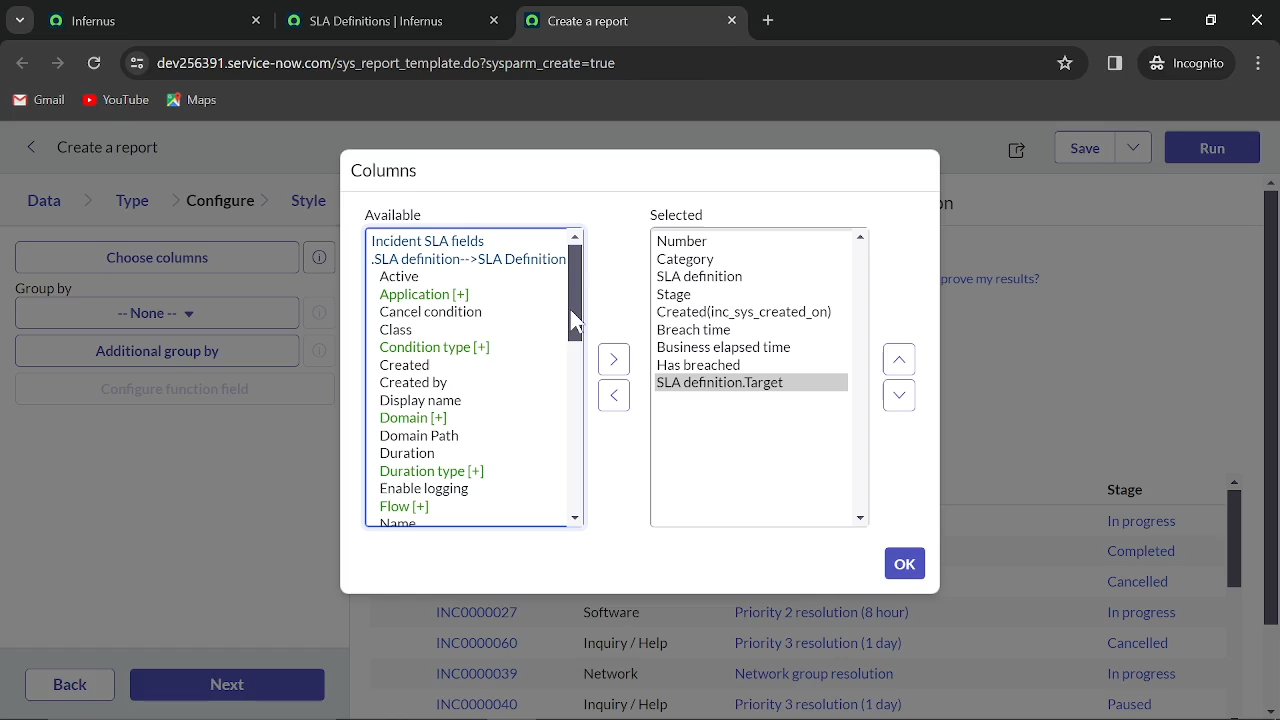 Infernus
SLA Definitions | Infernus
Create a report
dev256391.service-now.com/sys_report_template.do?sysparm_create=true
Incognito
Gmail
YouTube
Maps
Create a report
Save
Run
Data
Type
Configure
Style
Choose columns
Group by
-- None --
Additional group by
Configure function field
Back
Next
Columns
Available
Incident SLA fields
.SLA definition-->SLA Definition
Active
Application [+]
Cancel condition
Class
Condition type [+]
Created
Created by
Display name
Domain [+]
Domain Path
Duration
Duration type [+]
Enable logging
Flow [+]
Name
Selected
Number
Category
SLA definition
Stage
Created(inc_sys_created_on)
Breach time
Business elapsed time
Has breached
SLA definition.Target
OK
on
prove my results?
Stage
In progress
Completed
Cancelled
INC0000027 Software Priority 2 resolution (8 hour) In progress
INC0000060 Inquiry / Help Priority 3 resolution (1 day) Cancelled
INC0000039 Network Network group resolution In progress
INC0000040 Inquiry / Help Priority 3 resolution (1 day) Paused